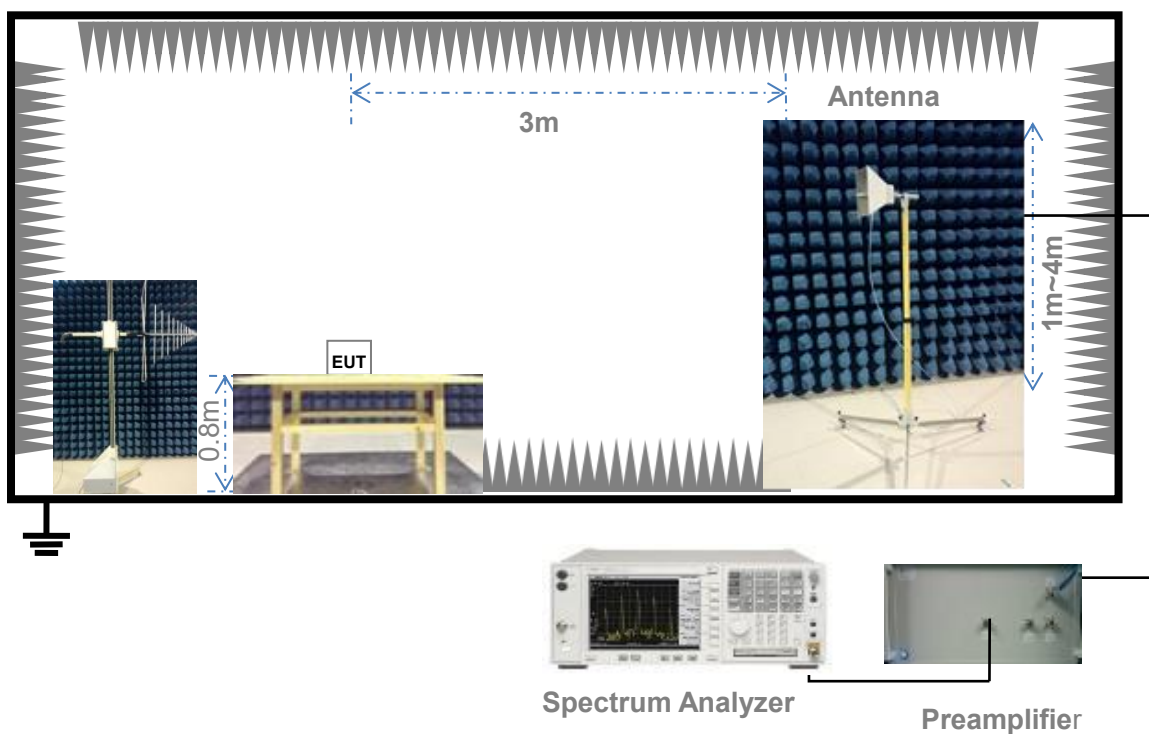 Antenna
3m
1m~4m
EUT
0.8m
Spectrum Analyzer
Preamplifier